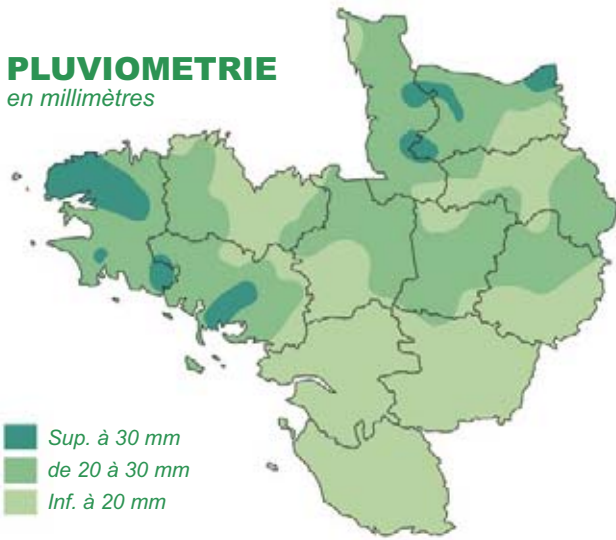 PLUVIOMETRIE
en millimètres
Sup. à 30 mm
de 20 à 30 mm
Inf. à 20 mm